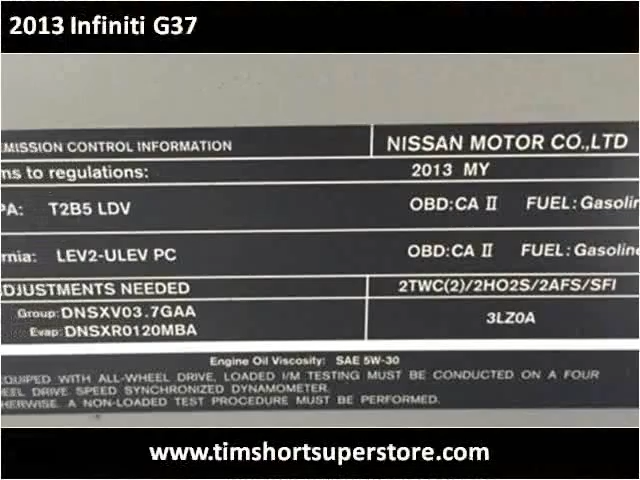 2013 Infiniti G37
EMISSION CONTROL INFORMATION NISSAN MOTOR CO.,LTD
ms to regulations: 2013 MY
PA: T2B5 LDV OBD:CA II FUEL: Gasolin
rnia: LEV2-ULEV PC OBD:CA II FUEL: Gasoline
ADJUSTMENTS NEEDED 2TWC(2)/2HO2S/2AFS/SFI
Group: DNSXV03.7GAA
3LZ0A
Evap: DNSXR0120MBA
Engine Oil Viscosity: SAE 5W-30
EQUIPED WITH ALL-WHEEL DRIVE, LOADED I/M TESTING MUST BE CONDUCTED ON A FOUR
EEL DRIVE SPEED SYNCHRONIZED DYNAMOMETER.
HERWISE. A NON-LOADED TEST PROCEDURE MUST BE PERFORMED.
www.timshortsuperstore.com